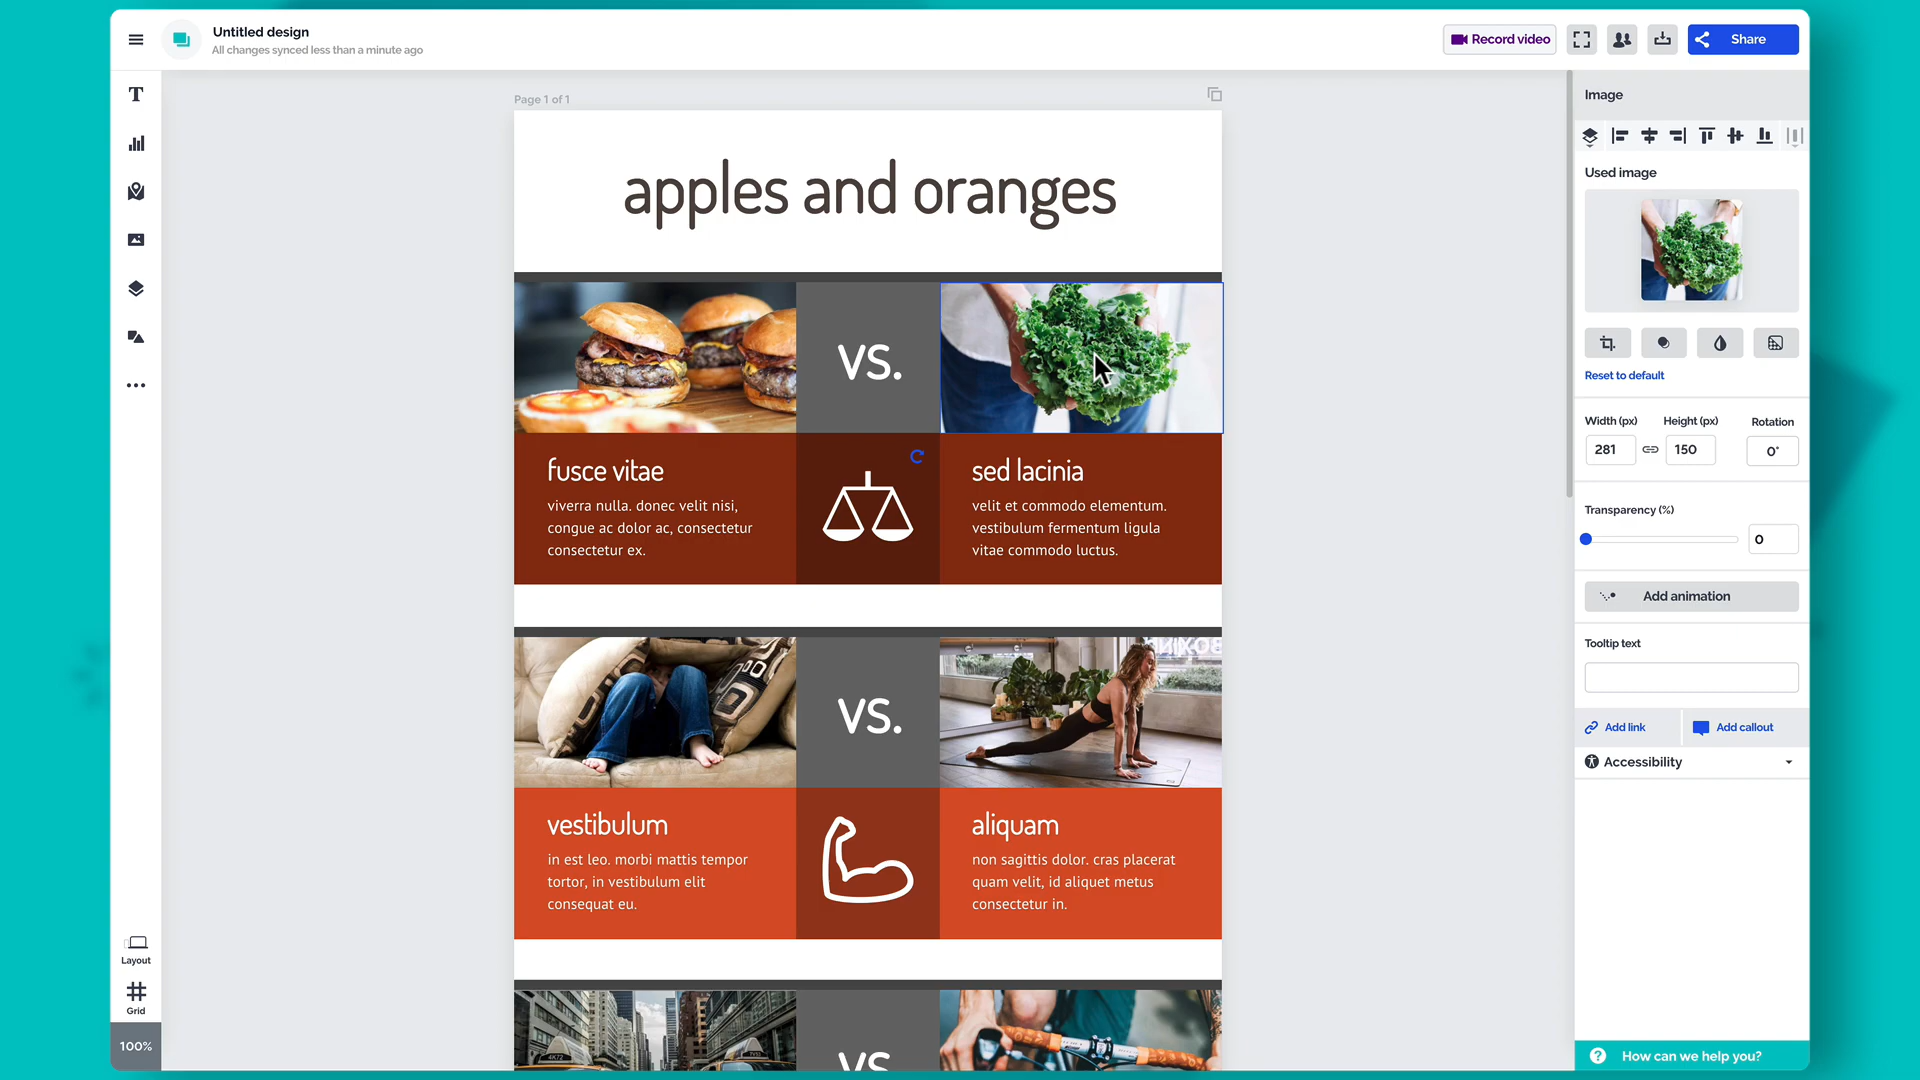 Untitled design
All changes synced less than a minute ago
Record video
Share
Page 1 of 1
apples and oranges
vs.
fusce vitae
viverra nulla. donec velit nisi,
congue ac dolor ac, consectetur
consectetur ex.
sed lacinia
velit et commodo elementum.
vestibulum fermentum ligula
vitae commodo luctus.
vs.
vestibulum
in est leo. morbi mattis tempor
tortor, in vestibulum elit
consequat eu.
aliquam
non sagittis dolor. cras placerat
quam velit, id aliquet metus
consectetur in.
4K72
vs.
Layout
Grid
100%
Image
Used image
Reset to default
Width (px) Height (px) Rotation
281 150 0°
Transparency (%)
0
Add animation
Tooltip text
Add link Add callout
Accessibility
? How can we help you?